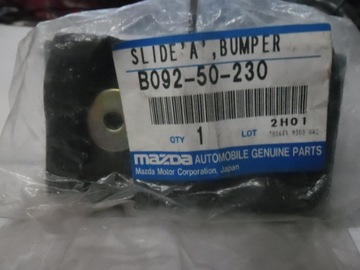 SLIDE'A',BUMPER
B092-50-230
2H01
QTY 1 LOT
mazda AUTOMOBILE GENUINE PARTS
Mazda Motor Corporation, Japan